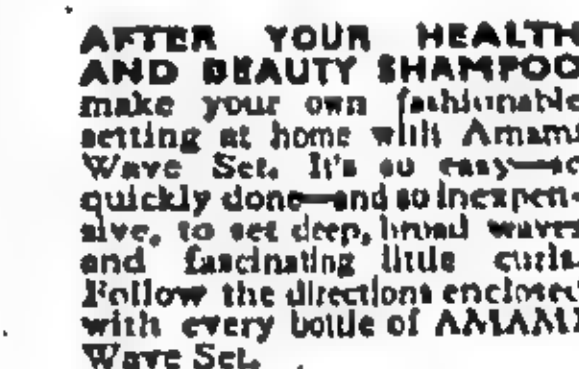 AFTER YOUR HEALTH
AND BEAUTY SHAMPOO
make your own fashionable
setting at home with Amami
Wave Set. It's so easy—so
quickly done—and so inexpen-
sive, to set deep, broad waves
and fascinating little curls.
Follow the directions enclosed
with every bottle of AMAMI
Wave Set.